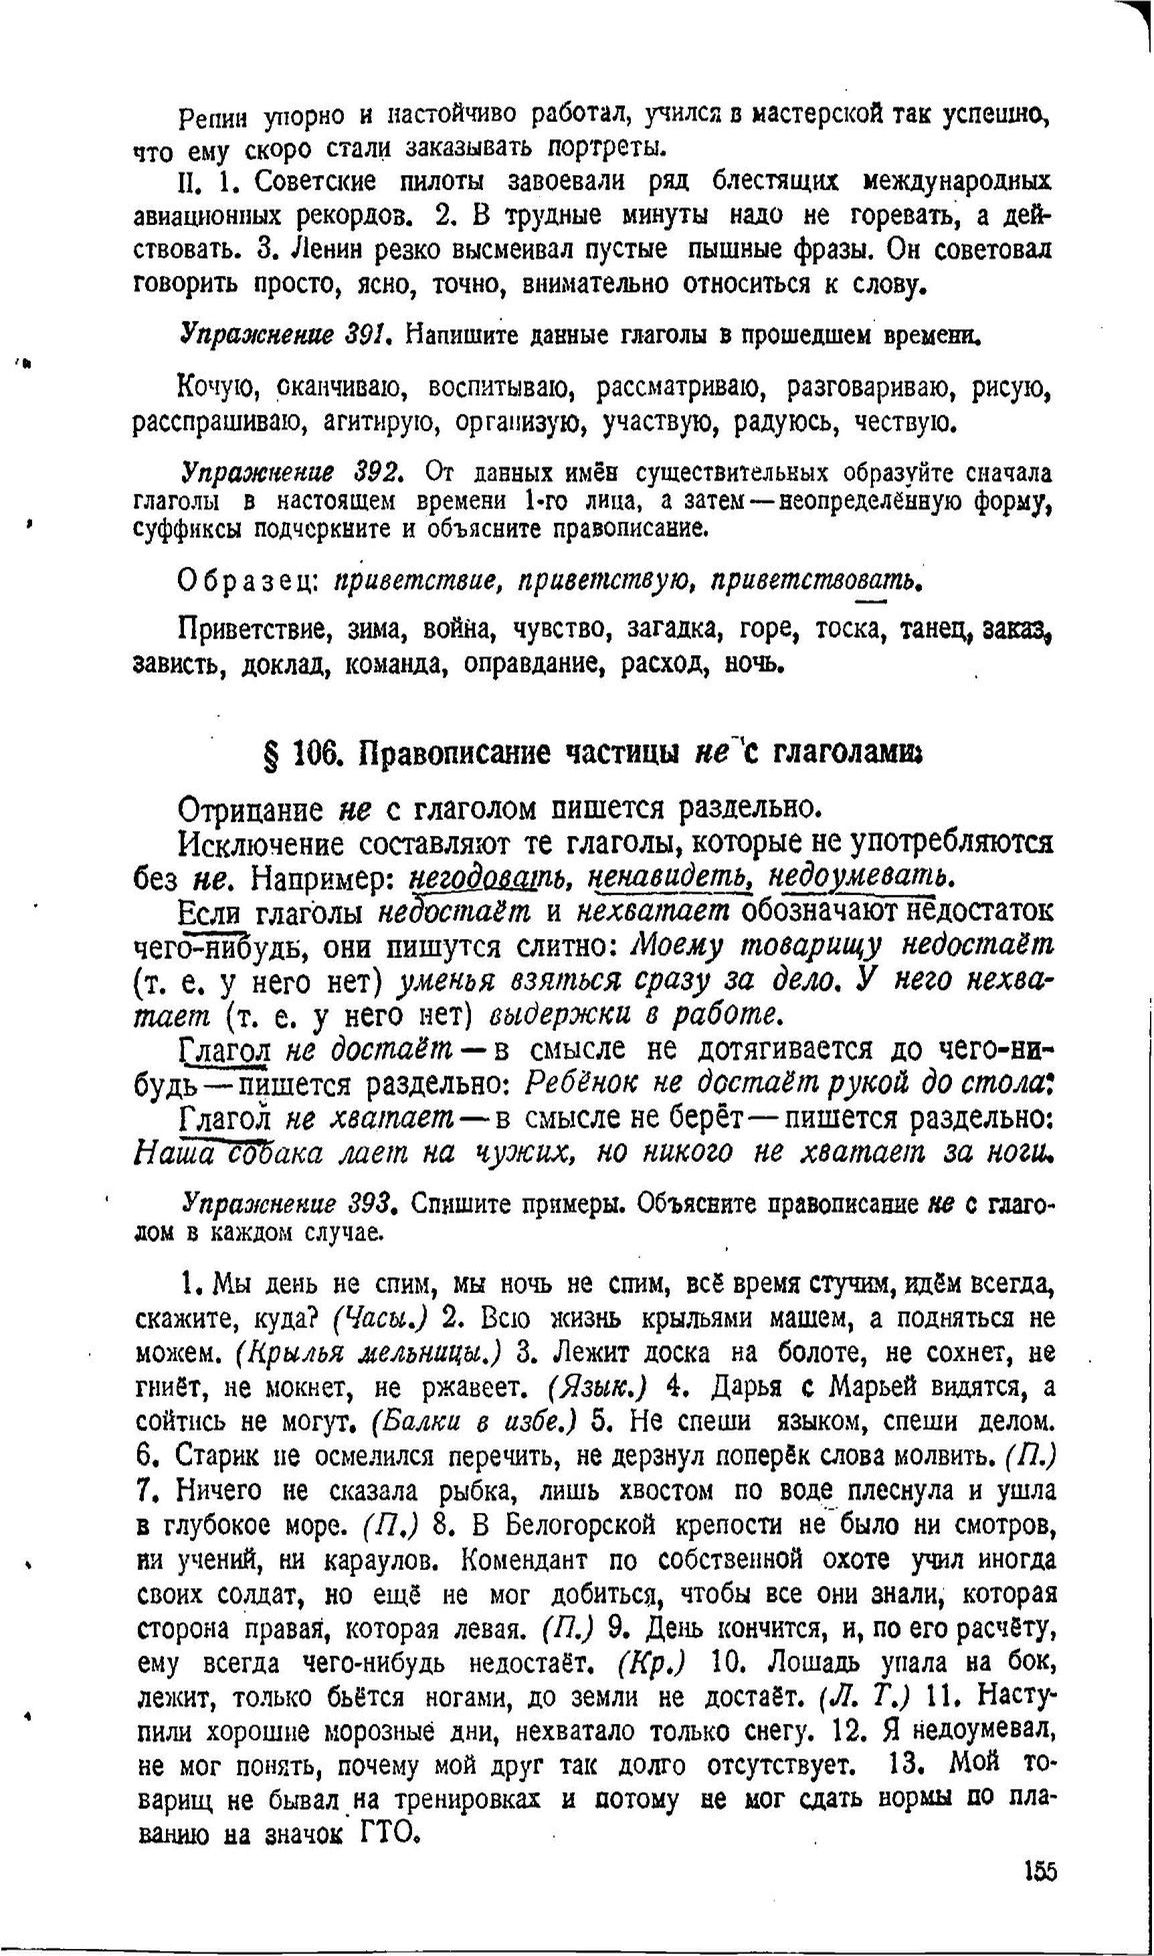 Репин упорно и настойчиво работал, учился в мастерской так успешно,
что ему скоро стали заказывать портреты.
II. 1. Советские пилоты завоевали ряд блестящих международных
авиационных рекордов. 2. В трудные минуты надо не горевать, а дей-
ствовать. 3. Ленин резко высмеивал пустые пышные фразы. Он советовал
говорить просто, ясно, точно, внимательно относиться к слову.
Упражнение 391. Напишите данные глаголы в прошедшем времени.
Кочую, оканчиваю, воспитываю, рассматриваю, разговариваю, рисую,
расспрашиваю, агитирую, организую, участвую, радуюсь, чествую.
Упражнение 392. От данных имён существительных образуйте сначала
глаголы в настоящем времени 1-го лица, а затем — неопределённую форму,
суффиксы подчеркните и объясните правописание.
Образец: приветствие, приветствую, приветствовать.
Приветствие, зима, война, чувство, загадка, горе, тоска, танец, заказ,
зависть, доклад, команда, оправдание, расход, ночь.
§ 106. Правописание частицы не с глаголами.
Отрицание не с глаголом пишется раздельно.
Исключение составляют те глаголы, которые не употребляются
без не. Например: негодовать, ненавидеть, недоумевать.
Если глаголы недостаёт и нехватает обозначают недостаток
чего-нибудь, они пишутся слитно: Моему товарищу недостаёт
(т. е. у него нет) уменья взяться сразу за дело. У него нехва-
тает (т. е. у него нет) выдержки в работе.
Глагол не достаёт — в смысле не дотягивается до чего-ни-
будь — пишется раздельно: Ребёнок не достаёт рукой до стола.
Глагол не хватает — в смысле не берёт — пишется раздельно:
Наша собака лает на чужих, но никого не хватает за ноги.
Упражнение 393. Спишите примеры. Объясните правописание не с глаго-
лом в каждом случае.
1. Мы день не спим, мы ночь не спим, всё время стучим, идём всегда,
скажите, куда? (Часы.) 2. Всю жизнь крыльями машем, а подняться не
можем. (Крылья мельницы.) 3. Лежит доска на болоте, не сохнет, не
гниёт, не мокнет, не ржавеет. (Язык.) 4. Дарья с Марьей видятся, а
сойтись не могут. (Балки в избе.) 5. Не спеши языком, спеши делом.
6. Старик не осмелился перечить, не дерзнул поперёк слова молвить. (П.)
7. Ничего не сказала рыбка, лишь хвостом по воде плеснула и ушла
в глубокое море. (П.) 8. В Белогорской крепости не было ни смотров,
ни учений, ни караулов. Комендант по собственной охоте учил иногда
своих солдат, но ещё не мог добиться, чтобы все они знали, которая
сторона правая, которая левая. (П.) 9. День кончится, и, по его расчёту,
ему всегда чего-нибудь недостаёт. (Кр.) 10. Лошадь упала на бок,
лежит, только бьётся ногами, до земли не достаёт. (Л. Т.) 11. Насту-
пили хорошие морозные дни, нехватало только снегу. 12. Я недоумевал,
не мог понять, почему мой друг так долго отсутствует. 13. Мой то-
варищ не бывал на тренировках и потому не мог сдать нормы по пла-
ванию на значок ГТО.
155